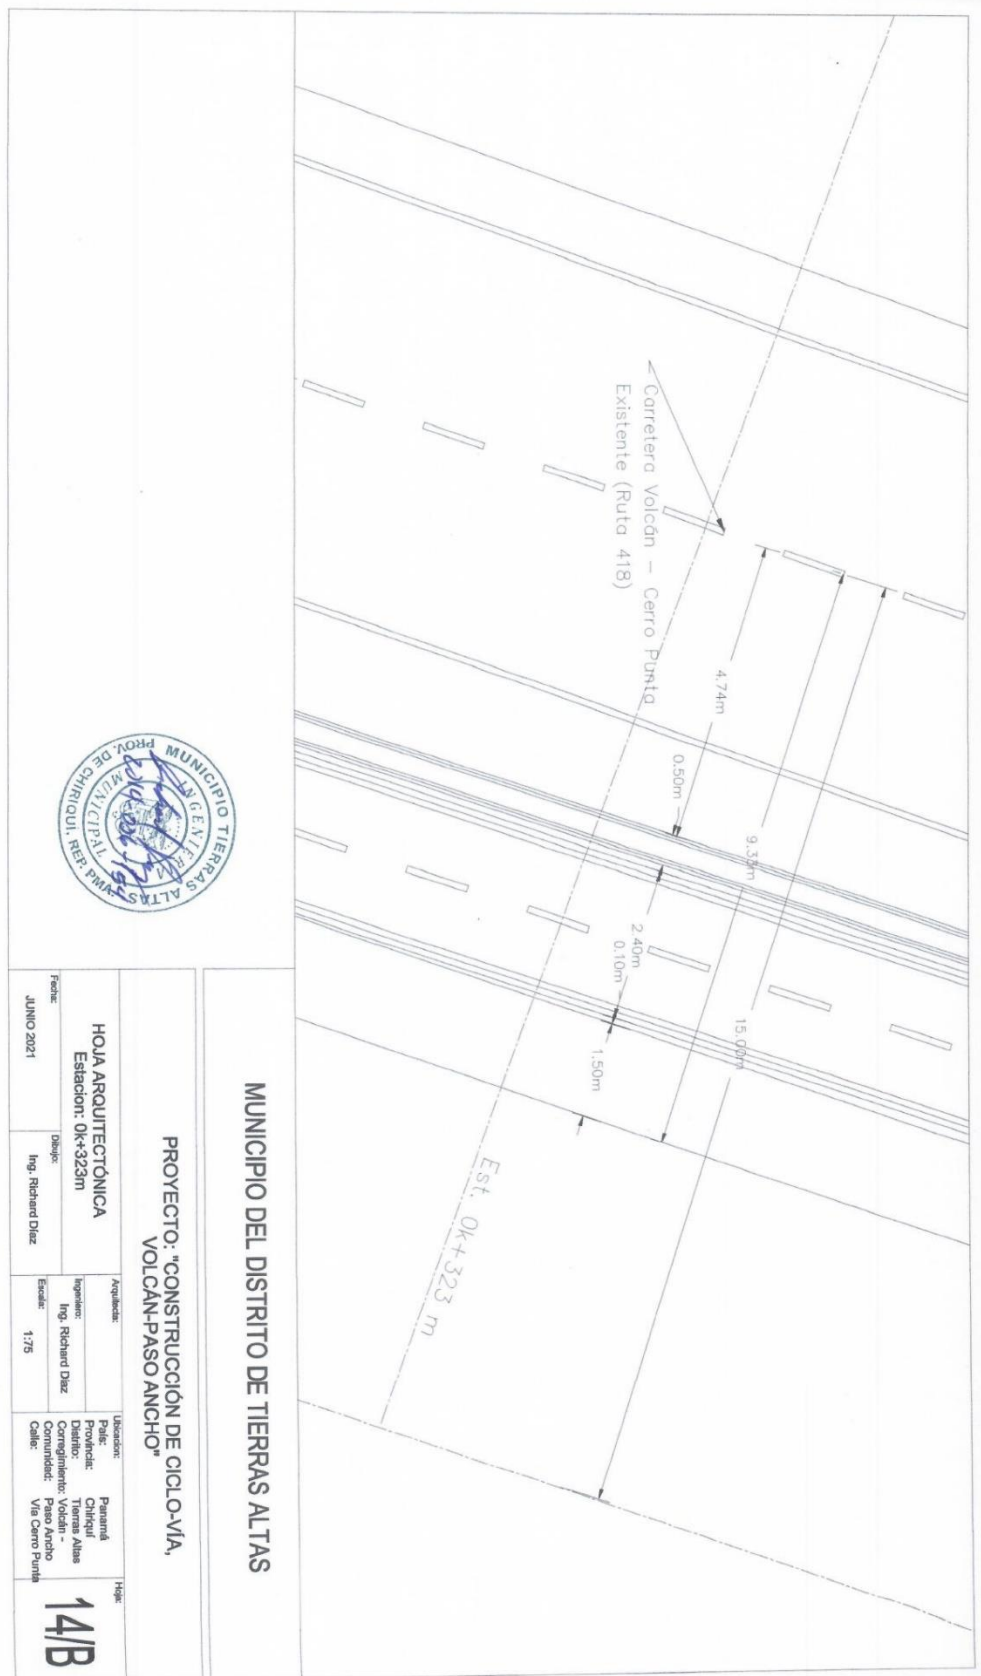 Carretera Volcán – Cerro Punta
Existente (Ruta 418)
4.74m
0.50m
9.33m
2.40m
0.10m
15.00m
1.50m
Est. 0k+323 m
MUNICIPIO TIERRAS ALTAS
PROV. DE CHIRIQUI, REP. PMA.
INGENIERÍA
MUNICIPAL
MUNICIPIO DEL DISTRITO DE TIERRAS ALTAS
PROYECTO: "CONSTRUCCIÓN DE CICLO-VÍA,
VOLCÁN-PASO ANCHO"
HOJA ARQUITECTÓNICA
Estacion: 0k+323m
Fecha:
JUNIO 2021
Dibujo:
Ing. Richard Díaz
Arquitecto:
Ingeniero:
Ing. Richard Díaz
Escala:
1:75
Ubicacion:
País: Panamá
Provincia: Chiriquí
Distrito: Tierras Altas
Corregimiento: Volcán -
Comunidad: Paso Ancho
Calle: Vía Cerro Punta
Hoja:
14/B